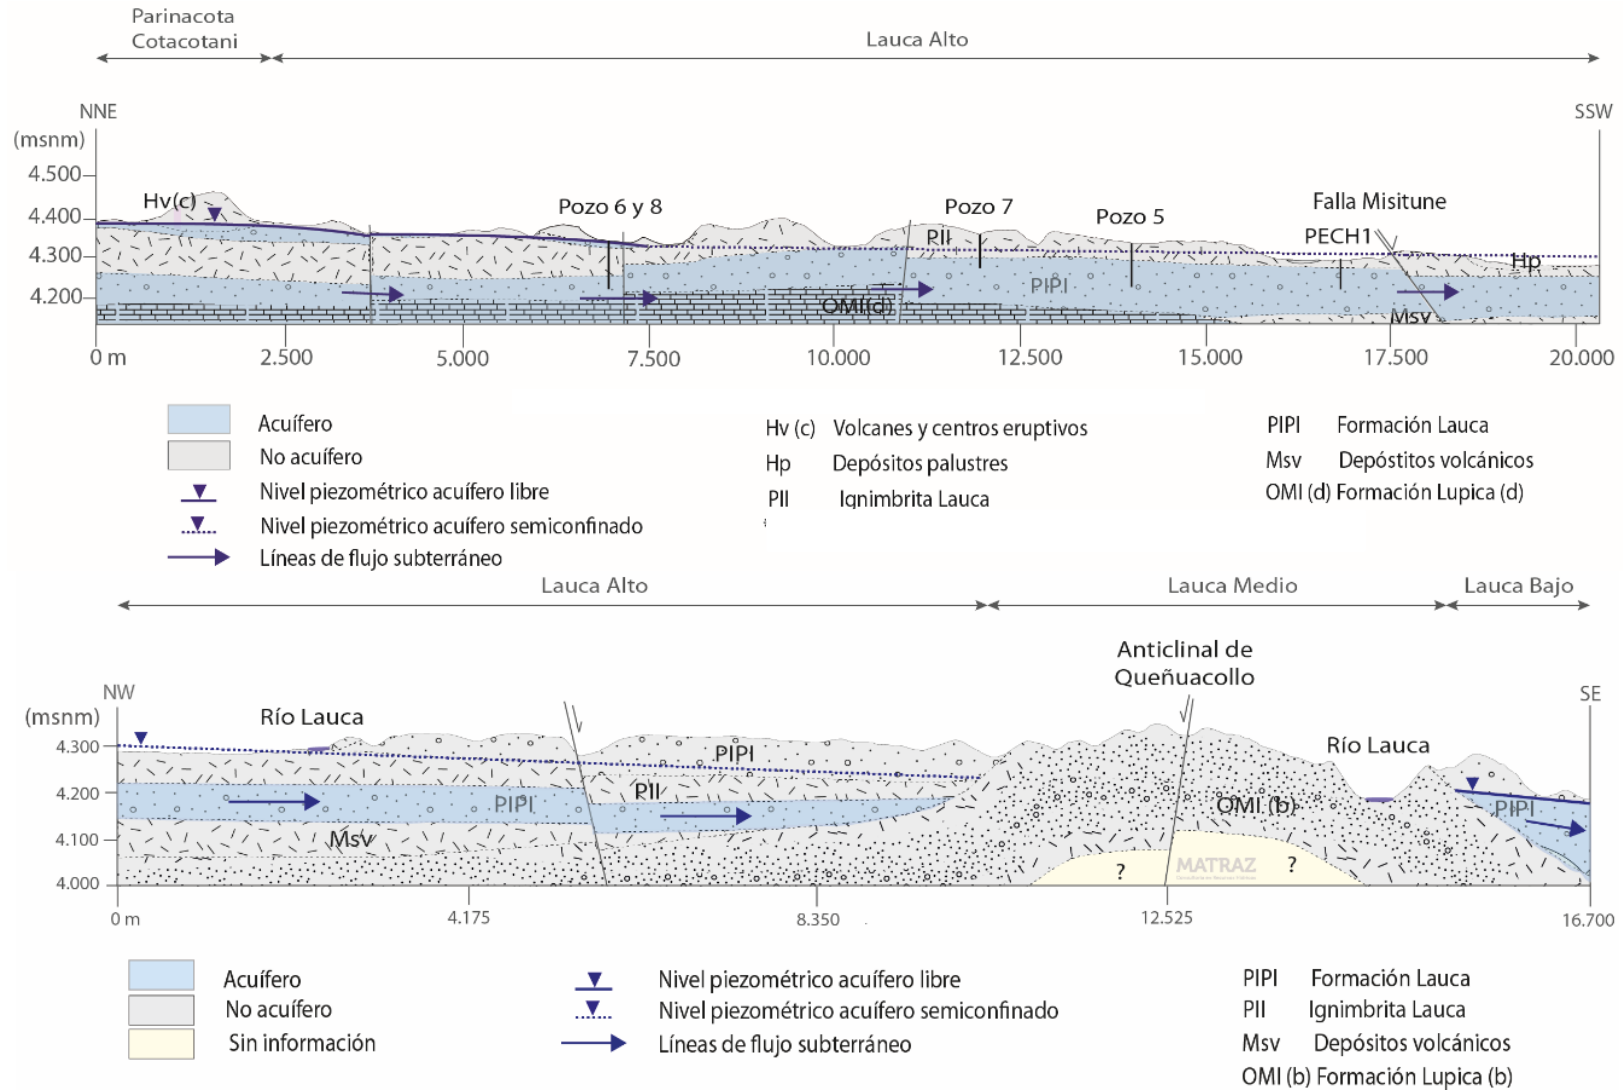 Parinacota
Cotacotani
Lauca Alto
NNE
SSW
(msnm)
4.500
4.400
4.300
4.200
Hv(c)
Pozo 6 y 8
Pozo 7
Pozo 5
Falla Misitune
PECH1
PII
Hp
PIPI
OMI(d)
Msv
0 m
2.500
5.000
7.500
10.000
12.500
15.000
17.500
20.000
Acuífero
No acuífero
Nivel piezométrico acuífero libre
Nivel piezométrico acuífero semiconfinado
Líneas de flujo subterráneo
Hv (c) Volcanes y centros eruptivos
Hp Depósitos palustres
PII Ignimbrita Lauca
PIPI Formación Lauca
Msv Depóstitos volcánicos
OMI (d) Formación Lupica (d)
Lauca Alto
Lauca Medio
Lauca Bajo
Anticlinal de
Queñuacollo
NW
SE
(msnm)
4.300
4.200
4.100
4.000
Río Lauca
Río Lauca
PIPI
PII
PIPI
PIPI
OMI (b)
Msv
?
MATRAZ
?
0 m
4.175
8.350
12.525
16.700
Acuífero
No acuífero
Sin información
Nivel piezométrico acuífero libre
Nivel piezométrico acuífero semiconfinado
Líneas de flujo subterráneo
PIPI Formación Lauca
PII Ignimbrita Lauca
Msv Depósitos volcánicos
OMI (b) Formación Lupica (b)